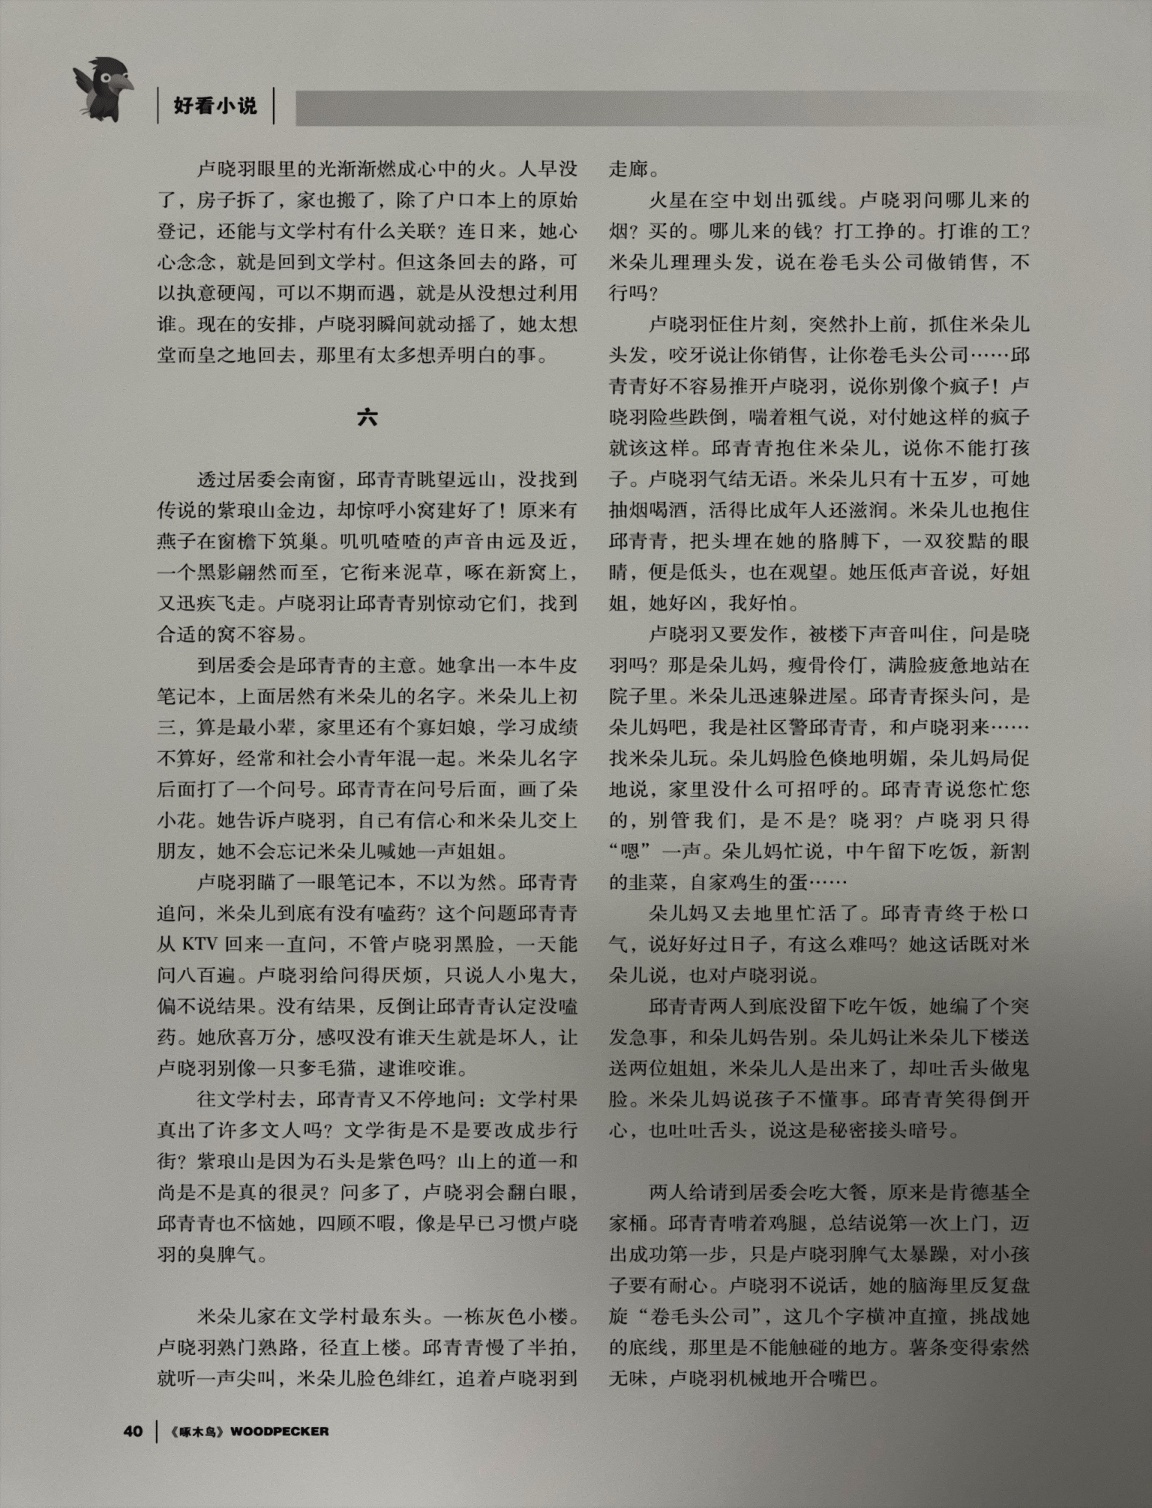 好看小说
卢晓羽眼里的光渐渐燃成心中的火。人早没
了，房子拆了，家也搬了，除了户口本上的原始
登记，还能与文学村有什么关联？连日来，她心
心念念，就是回到文学村。但这条回去的路，可
以执意硬闯，可以不期而遇，就是从没想过利用
谁。现在的安排，卢晓羽瞬间就动摇了，她太想
堂而皇之地回去，那里有太多想弄明白的事。
六
透过居委会南窗，邱青青眺望远山，没找到
传说的紫琅山金边，却惊呼小窝建好了！原来有
燕子在窗檐下筑巢。叽叽喳喳的声音由远及近，
一个黑影翩然而至，它衔来泥草，啄在新窝上，
又迅疾飞走。卢晓羽让邱青青别惊动它们，找到
合适的窝不容易。
到居委会是邱青青的主意。她拿出一本牛皮
笔记本，上面居然有米朵儿的名字。米朵儿上初
三，算是最小辈，家里还有个寡妇娘，学习成绩
不算好，经常和社会小青年混一起。米朵儿名字
后面打了一个问号。邱青青在问号后面，画了朵
小花。她告诉卢晓羽，自己有信心和米朵儿交上
朋友，她不会忘记米朵儿喊她一声姐姐。
卢晓羽瞄了一眼笔记本，不以为然。邱青青
追问，米朵儿到底有没有嗑药？这个问题邱青青
从 KTV 回来一直问，不管卢晓羽黑脸，一天能
问八百遍。卢晓羽给问得厌烦，只说人小鬼大，
偏不说结果。没有结果，反倒让邱青青认定没嗑
药。她欣喜万分，感叹没有谁天生就是坏人，让
卢晓羽别像一只奓毛猫，逮谁咬谁。
往文学村去，邱青青又不停地问：文学村果
真出了许多文人吗？文学街是不是要改成步行
街？紫琅山是因为石头是紫色吗？山上的道一和
尚是不是真的很灵？问多了，卢晓羽会翻白眼，
邱青青也不恼她，四顾不暇，像是早已习惯卢晓
羽的臭脾气。
米朵儿家在文学村最东头。一栋灰色小楼。
卢晓羽熟门熟路，径直上楼。邱青青慢了半拍，
就听一声尖叫，米朵儿脸色绯红，追着卢晓羽到
走廊。
火星在空中划出弧线。卢晓羽问哪儿来的
烟？买的。哪儿来的钱？打工挣的。打谁的工？
米朵儿理理头发，说在卷毛头公司做销售，不
行吗？
卢晓羽怔住片刻，突然扑上前，抓住米朵儿
头发，咬牙说让你销售，让你卷毛头公司……邱
青青好不容易推开卢晓羽，说你别像个疯子！卢
晓羽险些跌倒，喘着粗气说，对付她这样的疯子
就该这样。邱青青抱住米朵儿，说你不能打孩
子。卢晓羽气结无语。米朵儿只有十五岁，可她
抽烟喝酒，活得比成年人还滋润。米朵儿也抱住
邱青青，把头埋在她的胳膊下，一双狡黠的眼
睛，便是低头，也在观望。她压低声音说，好姐
姐，她好凶，我好怕。
卢晓羽又要发作，被楼下声音叫住，问是晓
羽吗？那是朵儿妈，瘦骨伶仃，满脸疲惫地站在
院子里。米朵儿迅速躲进屋。邱青青探头问，是
朵儿妈吧，我是社区警邱青青，和卢晓羽来……
找米朵儿玩。朵儿妈脸色倏地明媚，朵儿妈局促
地说，家里没什么可招呼的。邱青青说您忙您
的，别管我们，是不是？晓羽？卢晓羽只得
“嗯”一声。朵儿妈忙说，中午留下吃饭，新割
的韭菜，自家鸡生的蛋……
朵儿妈又去地里忙活了。邱青青终于松口
气，说好好过日子，有这么难吗？她这话既对米
朵儿说，也对卢晓羽说。
邱青青两人到底没留下吃午饭，她编了个突
发急事，和朵儿妈告别。朵儿妈让米朵儿下楼送
送两位姐姐，米朵儿人是出来了，却吐舌头做鬼
脸。米朵儿妈说孩子不懂事。邱青青笑得倒开
心，也吐吐舌头，说这是秘密接头暗号。
两人给请到居委会吃大餐，原来是肯德基全
家桶。邱青青啃着鸡腿，总结说第一次上门，迈
出成功第一步，只是卢晓羽脾气太暴躁，对小孩
子要有耐心。卢晓羽不说话，她的脑海里反复盘
旋“卷毛头公司”，这几个字横冲直撞，挑战她
的底线，那里是不能触碰的地方。薯条变得索然
无味，卢晓羽机械地开合嘴巴。
40 《啄木鸟》WOODPECKER